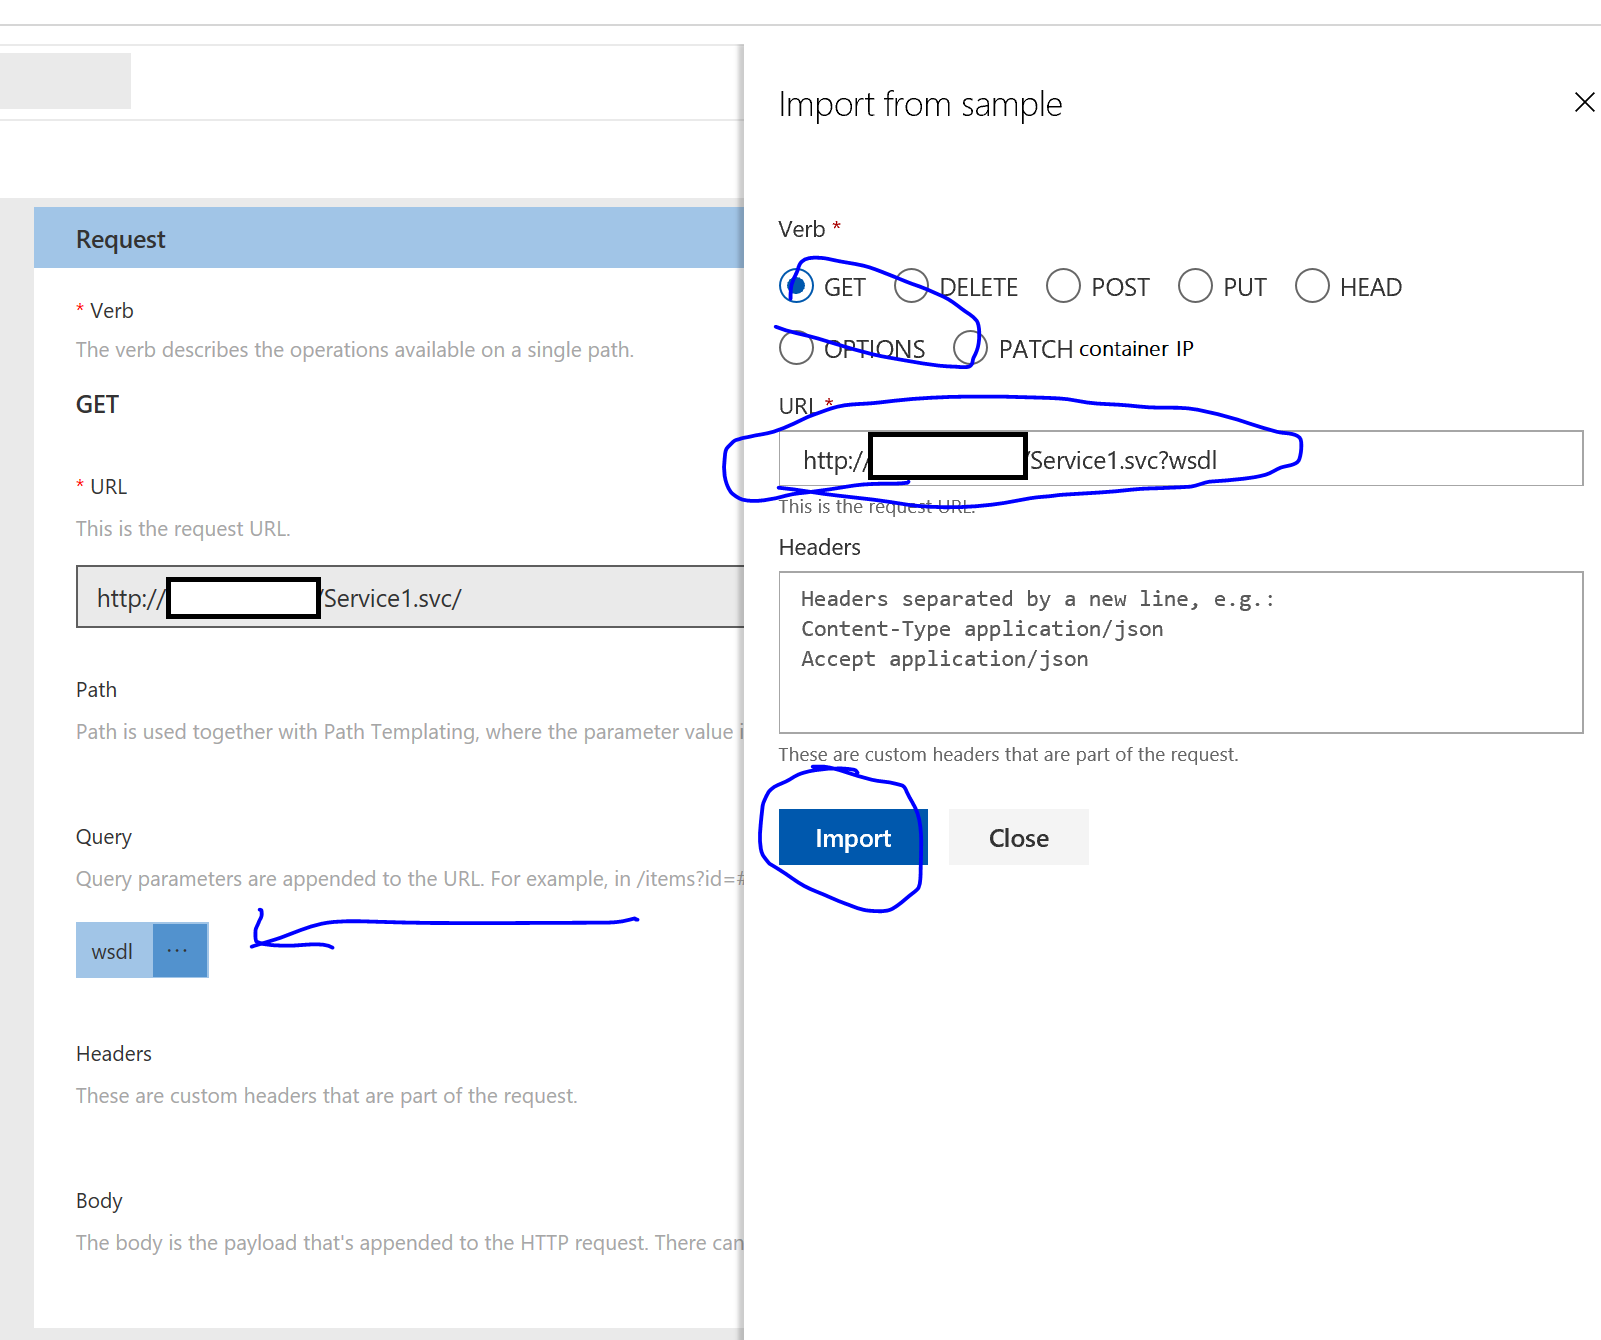 Request
* Verb
The verb describes the operations available on a single path.
GET
* URL
This is the request URL.
http:// /Service1.svc/
Path
Path is used together with Path Templating, where the parameter value i
Query
Query parameters are appended to the URL. For example, in /items?id=#
wsdl ...
Headers
These are custom headers that are part of the request.
Body
The body is the payload that's appended to the HTTP request. There can
Import from sample
Verb *
GET DELETE POST PUT HEAD
OPTIONS PATCH container IP
URL *
http:// /Service1.svc?wsdl
This is the request URL.
Headers
Headers separated by a new line, e.g.:
Content-Type application/json
Accept application/json
These are custom headers that are part of the request.
Import Close